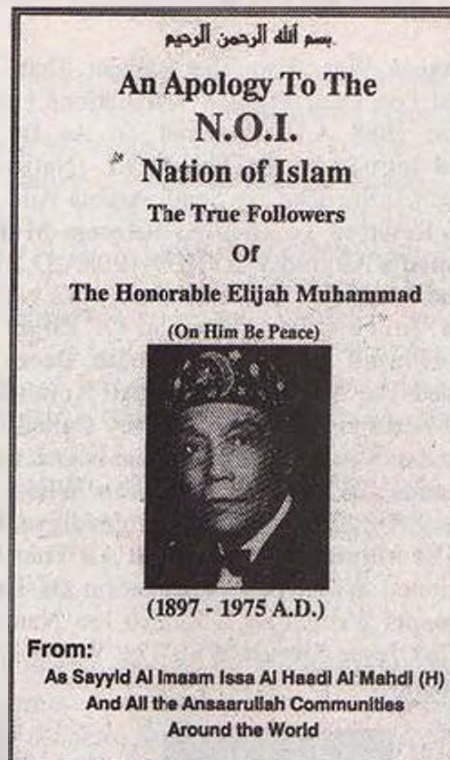 بسم الله الرحمن الرحيم
An Apology To The
N.O.I.
Nation of Islam
The True Followers
Of
The Honorable Elijah Muhammad
(On Him Be Peace)
(1897 - 1975 A.D.)
From:
As Sayyid Al Imaam Issa Al Haadi Al Mahdi (H)
And All the Ansaarullah Communities
Around the World